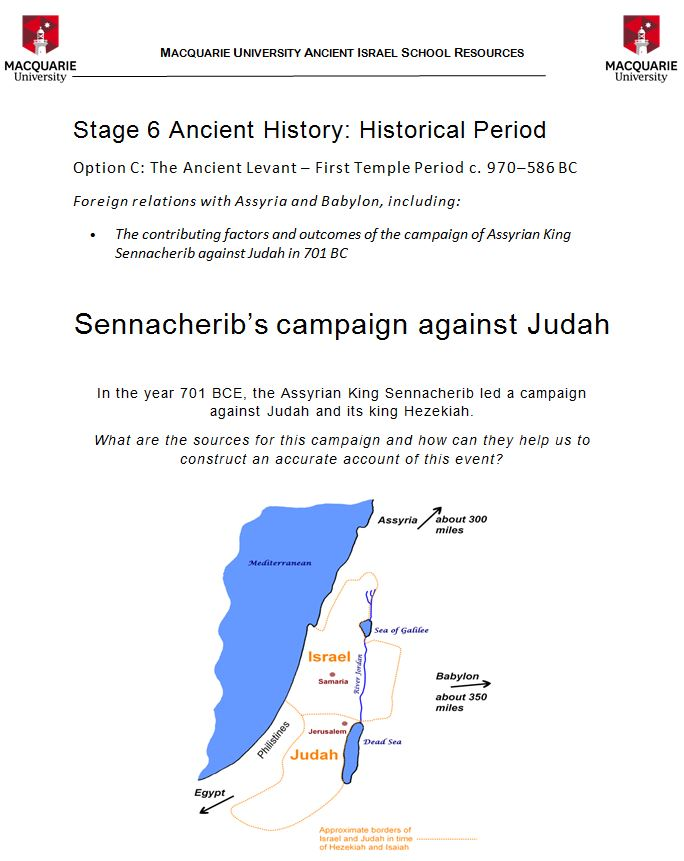 MACQUARIE
University
MACQUARIE UNIVERSITY ANCIENT ISRAEL SCHOOL RESOURCES
MACQUARIE
University
Stage 6 Ancient History: Historical Period
Option C: The Ancient Levant – First Temple Period c. 970–586 BC
Foreign relations with Assyria and Babylon, including:
• The contributing factors and outcomes of the campaign of Assyrian King
Sennacherib against Judah in 701 BC
Sennacherib's campaign against Judah
In the year 701 BCE, the Assyrian King Sennacherib led a campaign
against Judah and its king Hezekiah.
What are the sources for this campaign and how can they help us to
construct an accurate account of this event?
Assyria
about 300
miles
Mediterranean
Sea of Galilee
Israel
Samaria
River Jordan
Babylon
about 350
miles
Jerusalem
Philistines
Dead Sea
Judah
Egypt
Approximate borders of
Israel and Judah in time
of Hezekiah and Isaiah